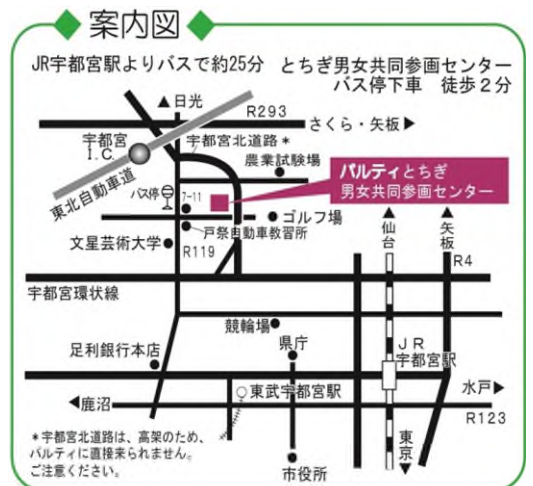 案内図
JR宇都宮駅よりバスで約25分 とちぎ男女共同参画センター
バス停下車 徒歩2分
▲日光
R293
さくら・矢板▶
宇都宮
I.C.
宇都宮北道路*
農業試験場
東北自動車道
バス停
7-11
パルティとちぎ
男女共同参画センター
ゴルフ場
戸祭自動車教習所
文星芸術大学
R119
▲仙台
▲矢板
R4
宇都宮環状線
競輪場
県庁
足利銀行本店
JR
宇都宮駅
東武宇都宮駅
水戸▶
◀鹿沼
R123
*宇都宮北道路は、高架のため、
パルティに直接来られません。
ご注意ください。
市役所
東京▼